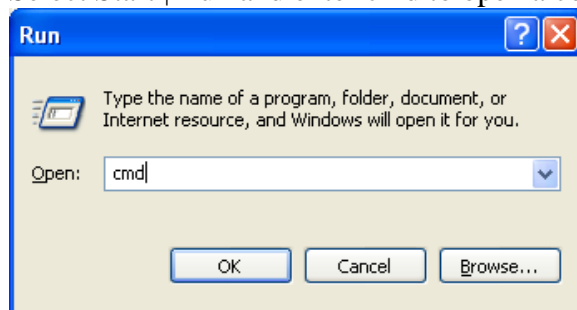 Run
Type the name of a program, folder, document, or
Internet resource, and Windows will open it for you.
Open: cmd
OK Cancel Browse...